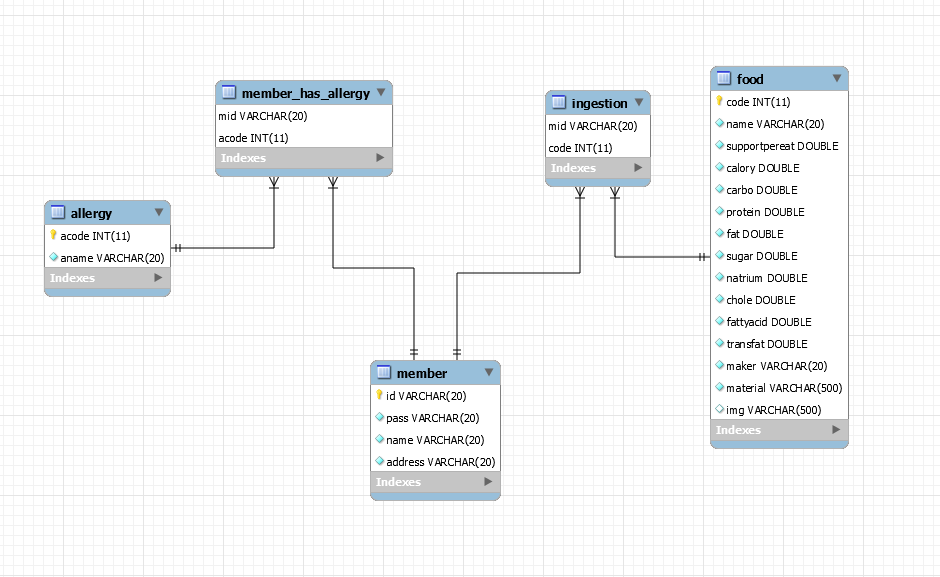 member_has_allergy
mid VARCHAR(20)
acode INT(11)
Indexes
ingestion
mid VARCHAR(20)
code INT(11)
Indexes
food
code INT(11)
name VARCHAR(20)
supportpereat DOUBLE
calory DOUBLE
carbo DOUBLE
protein DOUBLE
fat DOUBLE
sugar DOUBLE
natrium DOUBLE
chole DOUBLE
fattyacid DOUBLE
transfat DOUBLE
maker VARCHAR(20)
material VARCHAR(500)
img VARCHAR(500)
Indexes
allergy
acode INT(11)
aname VARCHAR(20)
Indexes
member
id VARCHAR(20)
pass VARCHAR(20)
name VARCHAR(20)
address VARCHAR(20)
Indexes